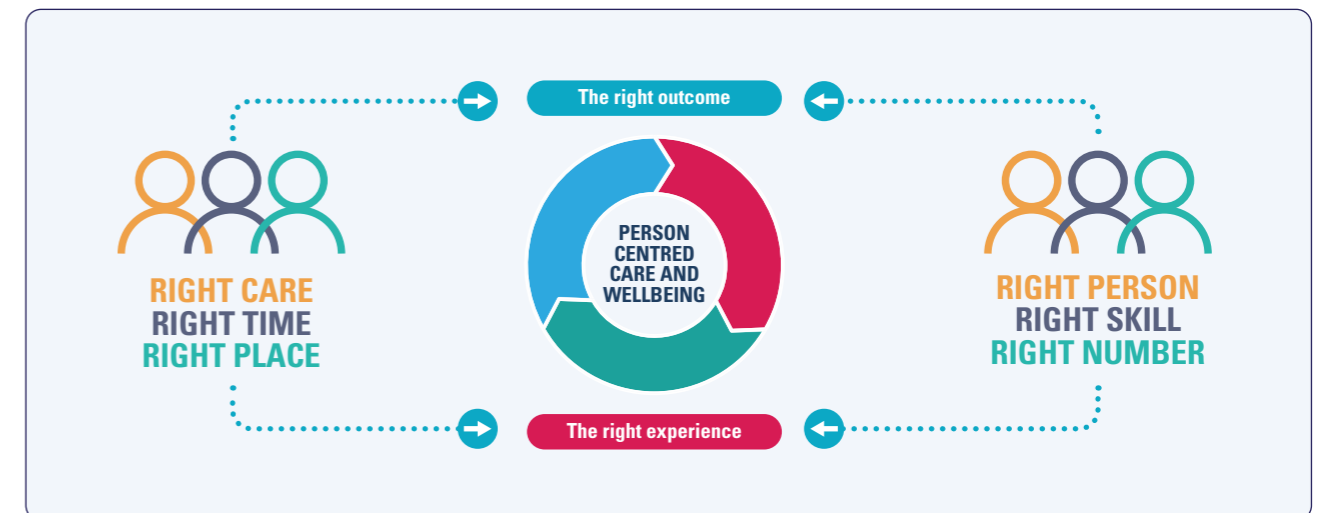 The right outcome
RIGHT CARE
RIGHT TIME
RIGHT PLACE
PERSON
CENTRED
CARE AND
WELLBEING
RIGHT PERSON
RIGHT SKILL
RIGHT NUMBER
The right experience